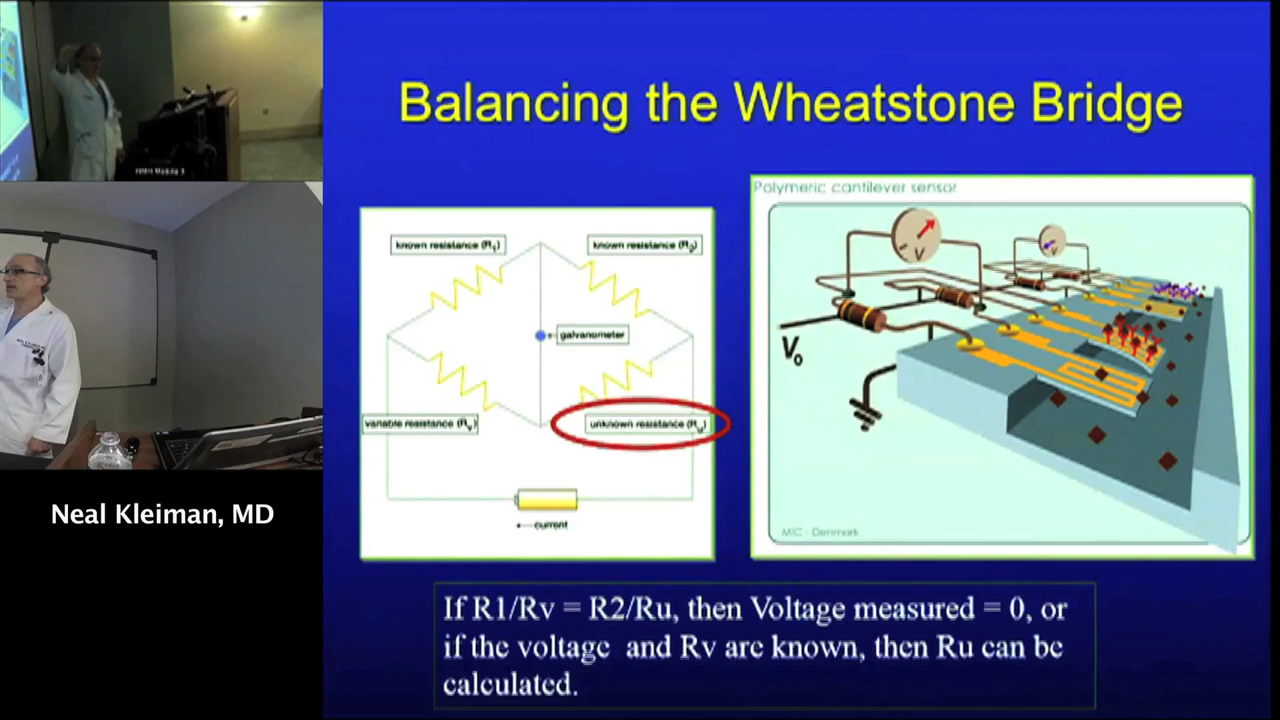 Balancing the Wheatstone Bridge
known resistance (R1)
known resistance (R2)
galvanometer
variable resistance (Rv)
unknown resistance (Ru)
current
Polymeric cantilever sensor
V
V
V0
MIC - Denmark
If R1/Rv = R2/Ru, then Voltage measured = 0, or
if the voltage and Rv are known, then Ru can be
calculated.
Neal Kleiman, MD